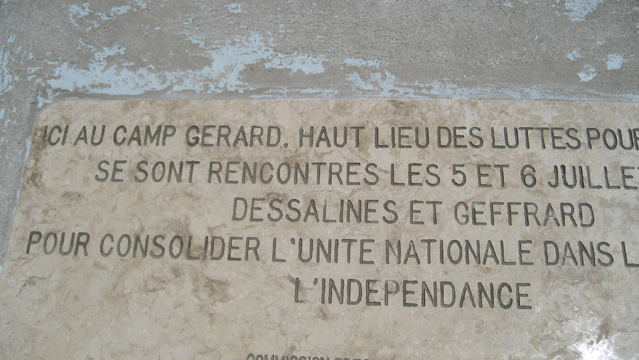 ICI AU CAMP GERARD. HAUT LIEU DES LUTTES POUR
SE SONT RENCONTRES LES 5 ET 6 JUILLE
DESSALINES ET GEFFRARD
POUR CONSOLIDER L'UNITE NATIONALE DANS L
L'INDEPENDANCE